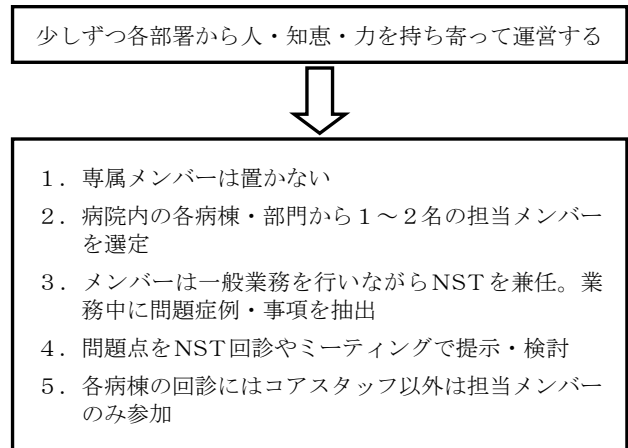 少しずつ各部署から人・知恵・力を持ち寄って運営する
1．専属メンバーは置かない
2．病院内の各病棟・部門から1～2名の担当メンバー
を選定
3．メンバーは一般業務を行いながらNSTを兼任。業
務中に問題症例・事項を抽出
4．問題点をNST回診やミーティングで提示・検討
5．各病棟の回診にはコアスタッフ以外は担当メンバー
のみ参加